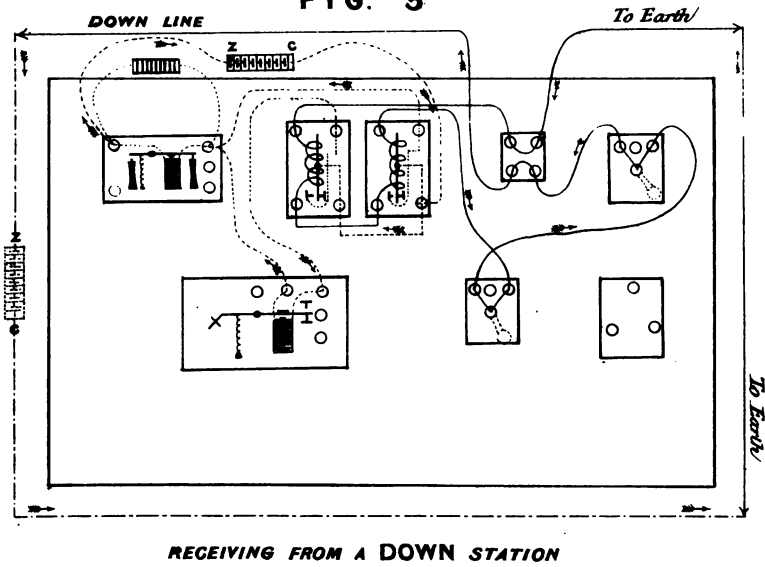 FIG. 5
DOWN LINE
To Earth
Z C
Z
C
To Earth
RECEIVING FROM A DOWN STATION